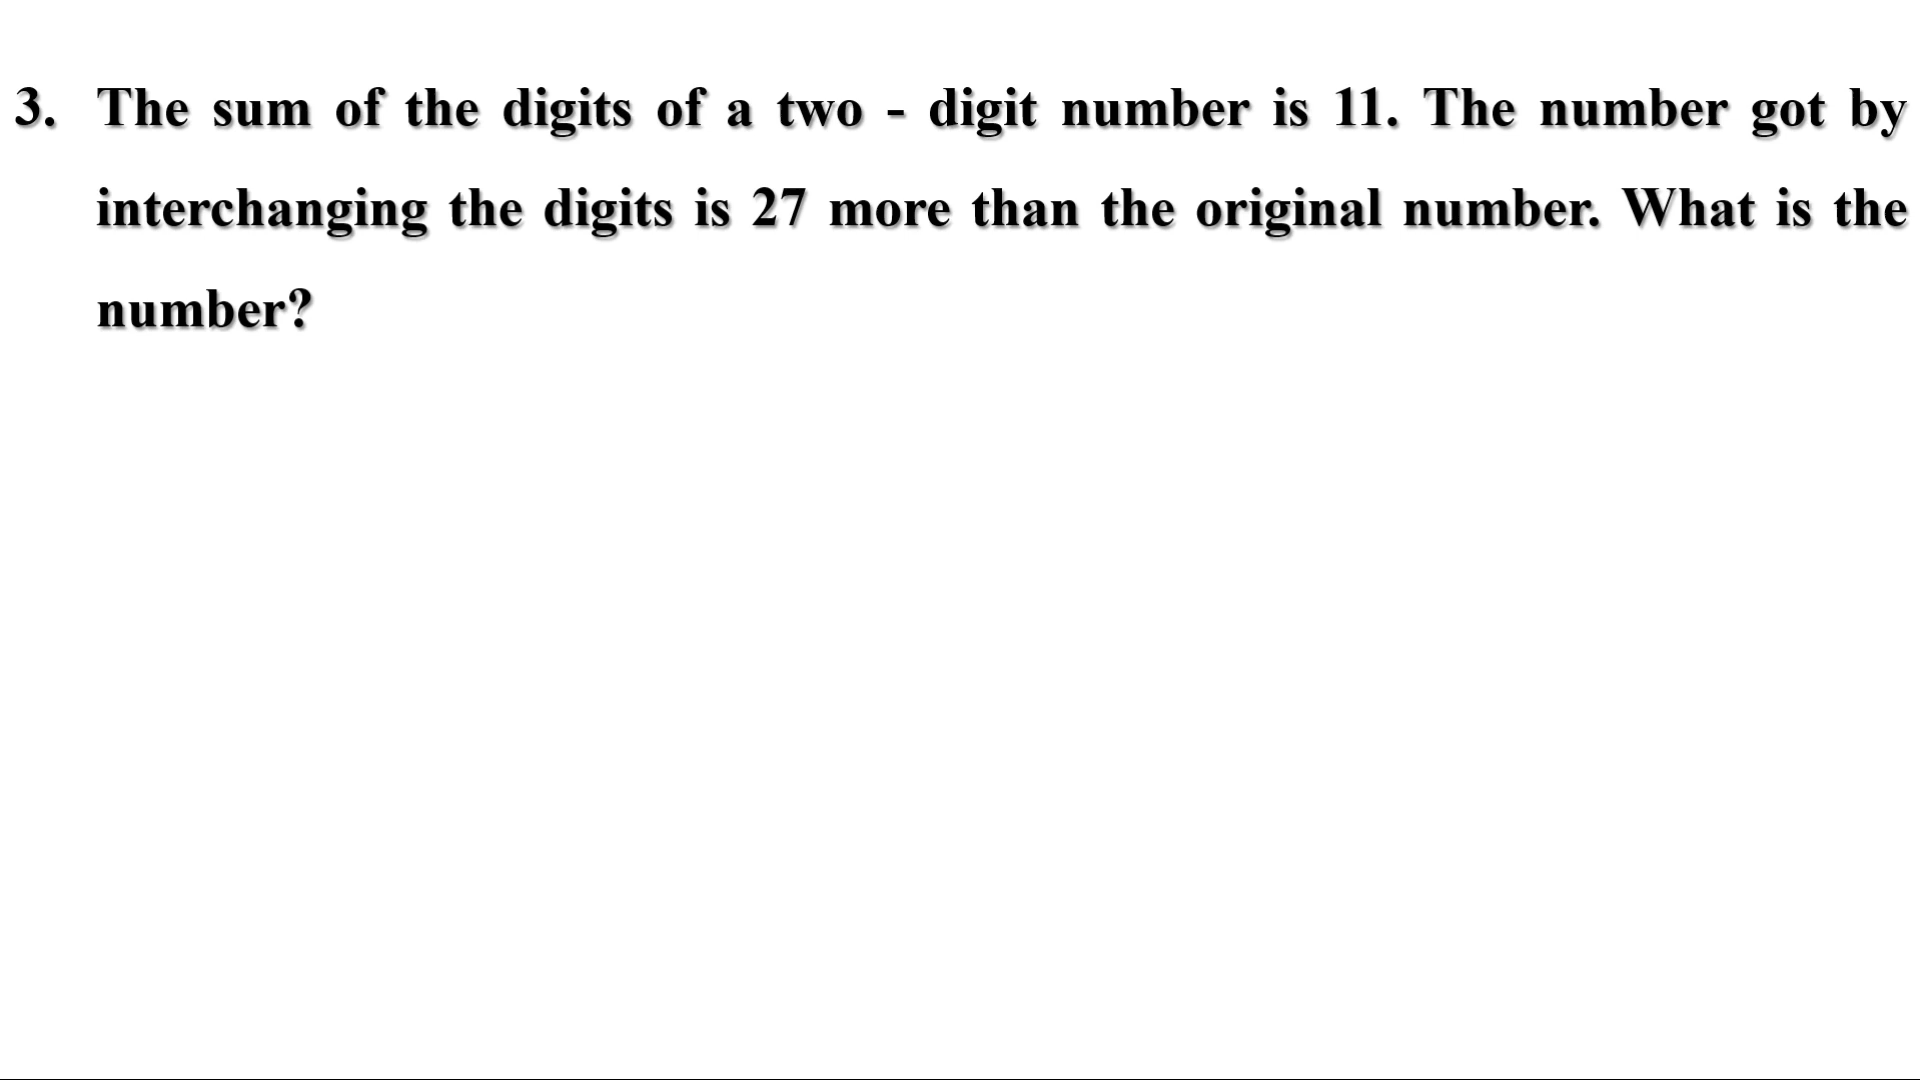 3. The sum of the digits of a two - digit number is 11. The number got by
interchanging the digits is 27 more than the original number. What is the
number?